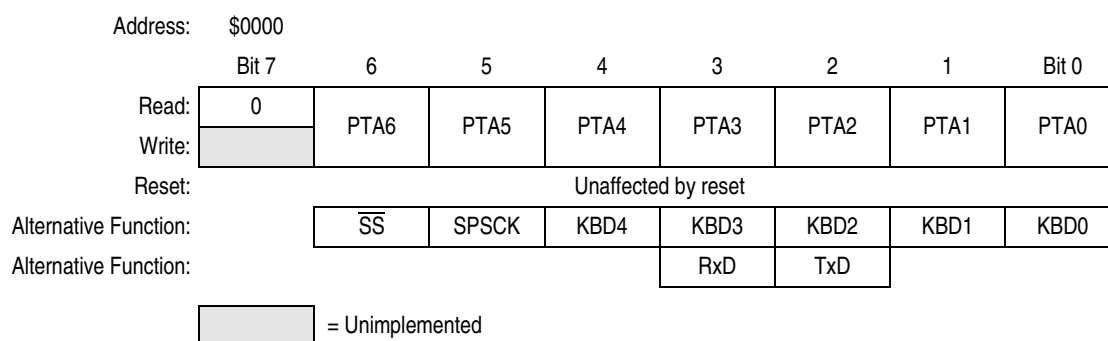 Address: $0000
Bit 7 6 5 4 3 2 1 Bit 0
Read: 0 PTA6 PTA5 PTA4 PTA3 PTA2 PTA1 PTA0
Write:
Reset: Unaffected by reset
Alternative Function: S̅S̅ SPSCK KBD4 KBD3 KBD2 KBD1 KBD0
Alternative Function: RxD TxD
= Unimplemented